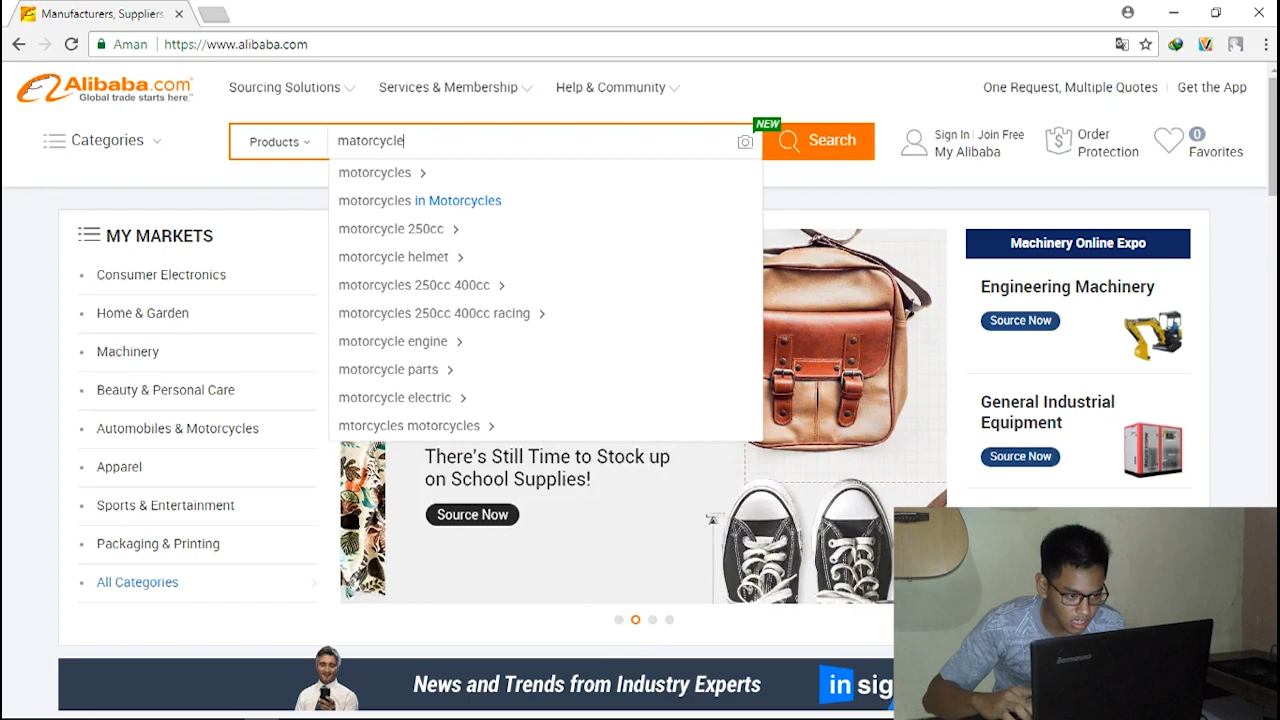 Manufacturers, Suppliers,
Aman
https://www.alibaba.com
Alibaba.com
Global trade starts here.™
Sourcing Solutions
Services & Membership
Help & Community
One Request, Multiple Quotes
Get the App
Categories
Products
matorcycle
NEW
Search
Sign In
Join Free
My Alibaba
Order
Protection
0
Favorites
motorcycles
motorcycles in Motorcycles
motorcycle 250cc
motorcycle helmet
motorcycles 250cc 400cc
motorcycles 250cc 400cc racing
motorcycle engine
motorcycle parts
motorcycle electric
mtorcycles motorcycles
MY MARKETS
Consumer Electronics
Home & Garden
Machinery
Beauty & Personal Care
Automobiles & Motorcycles
Apparel
Sports & Entertainment
Packaging & Printing
All Categories
There's Still Time to Stock up
on School Supplies!
Source Now
Machinery Online Expo
Engineering Machinery
Source Now
General Industrial
Equipment
Source Now
News and Trends from Industry Experts
in sig
lenovo